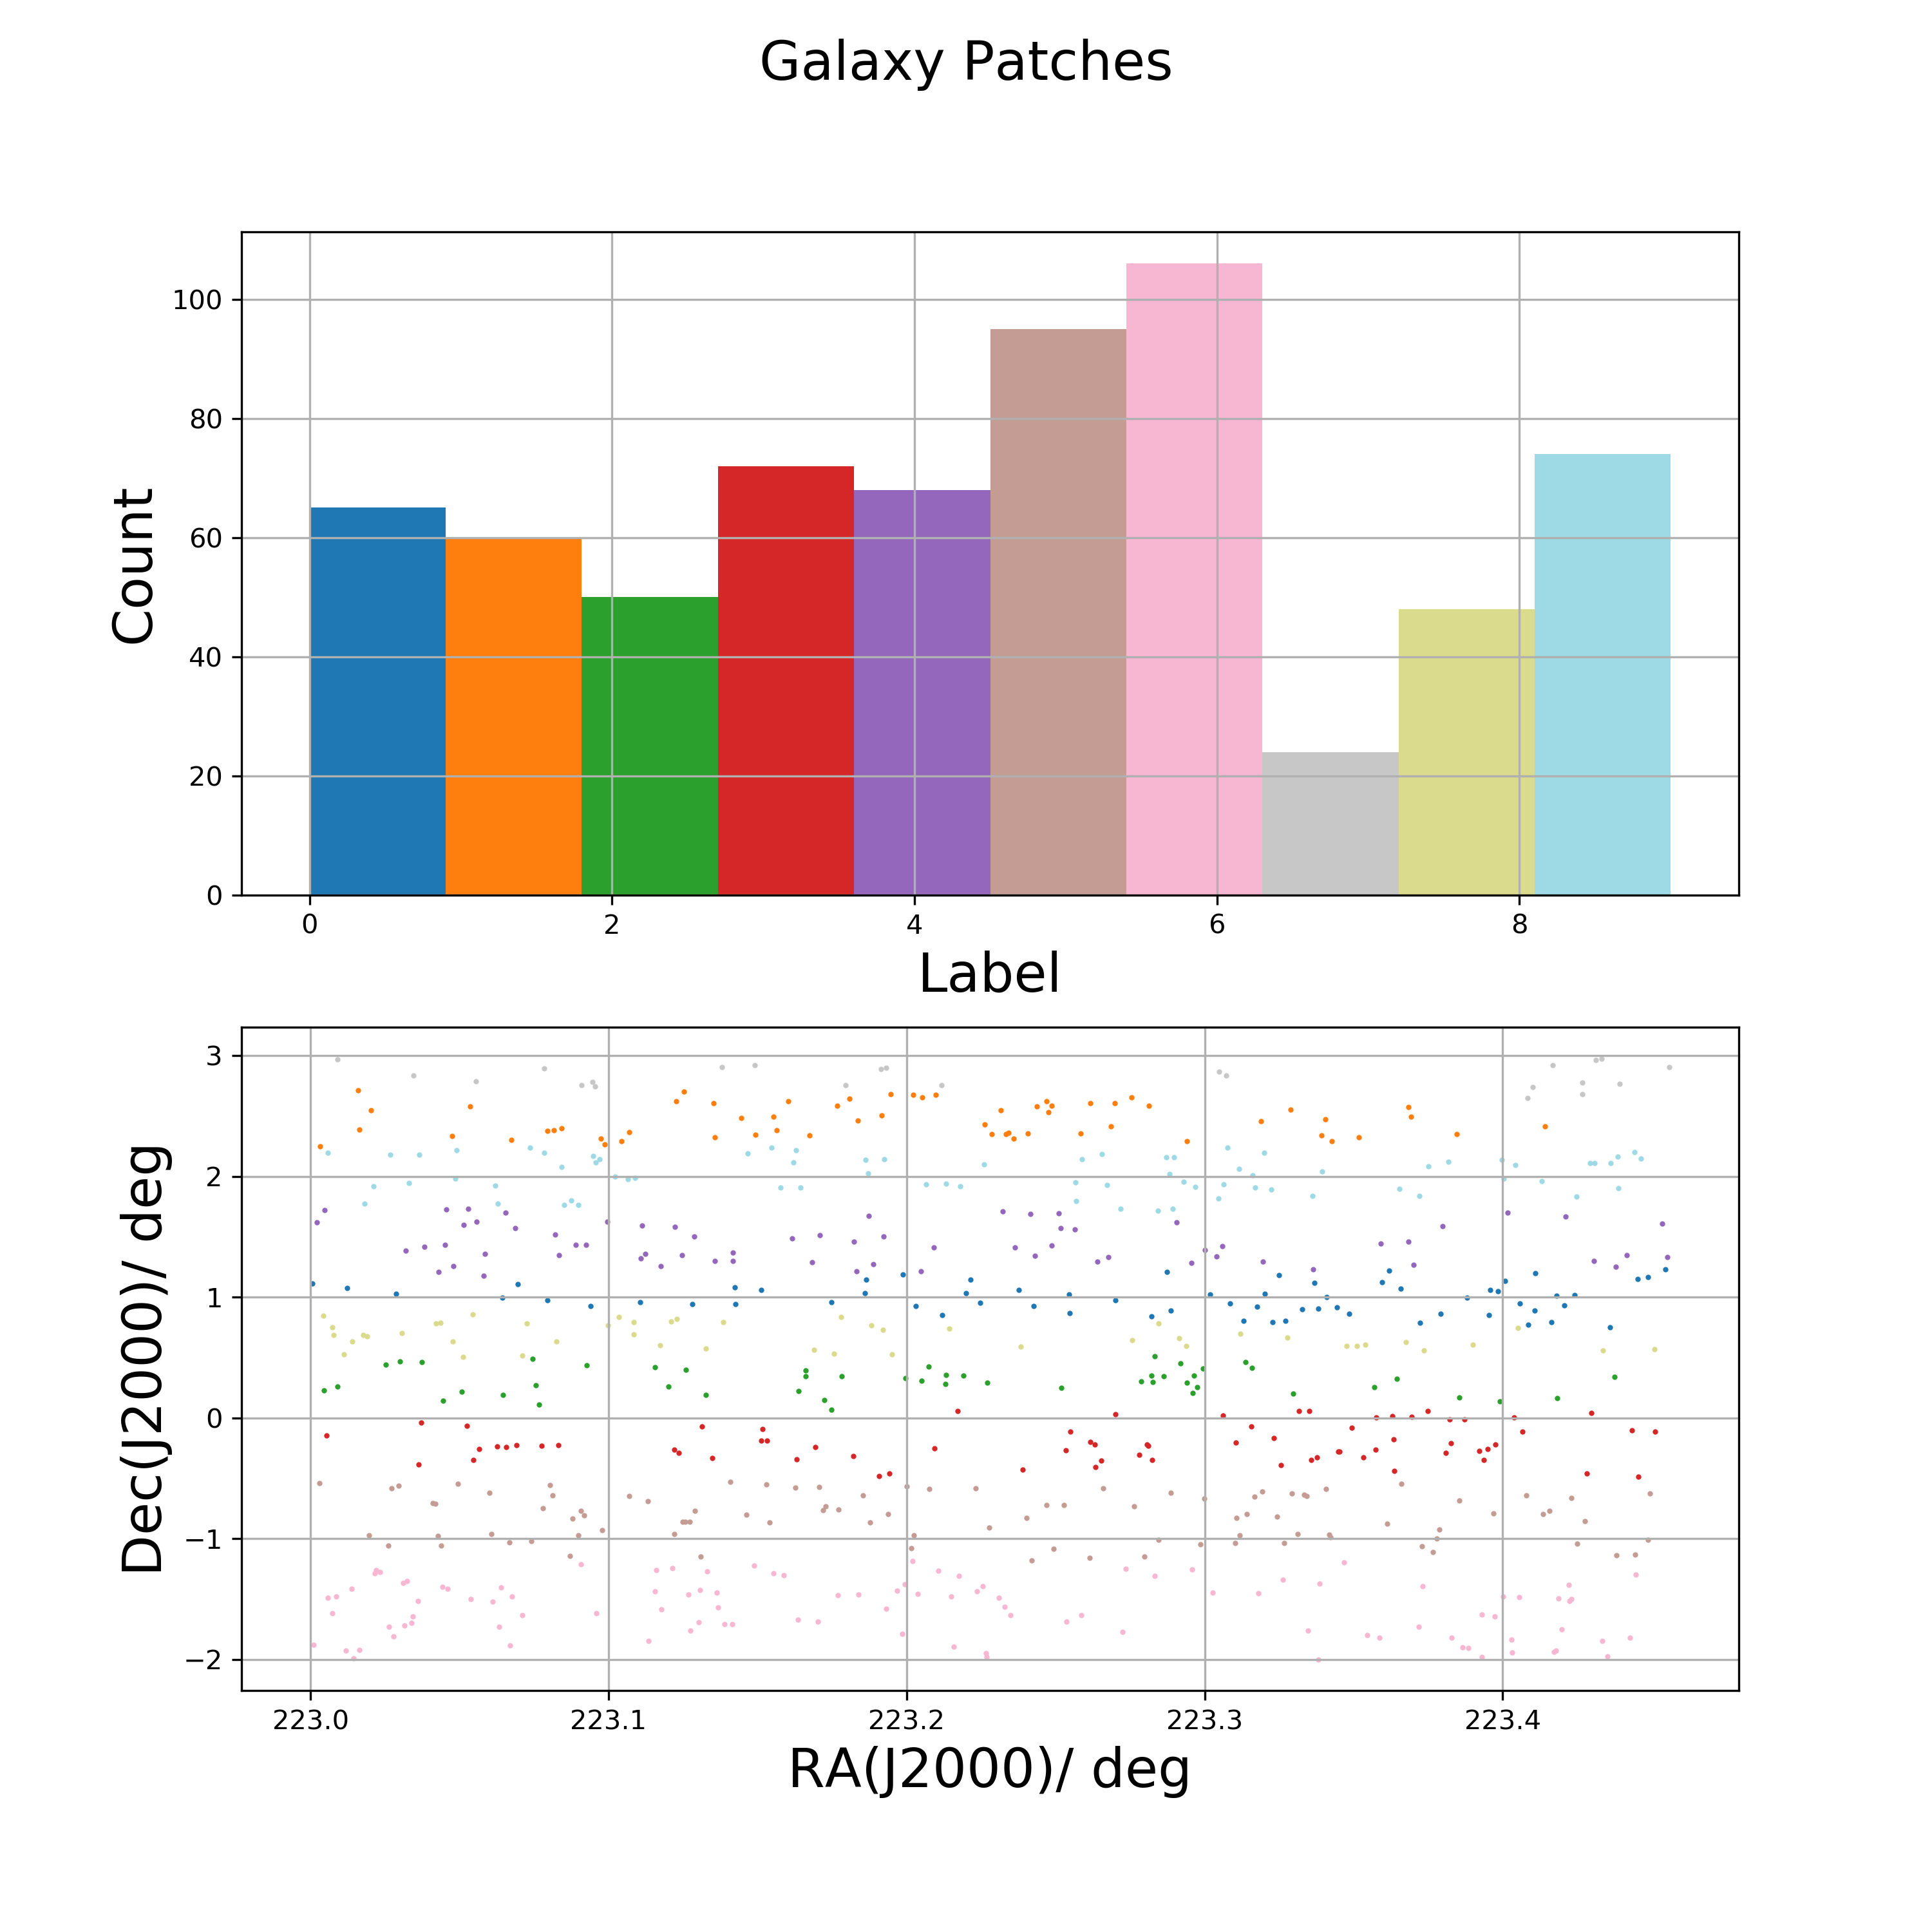 Galaxy Patches
Count
100
80
60
40
20
0
0 2 4 6 8
Label
Dec(J2000)/ deg
3
2
1
0
−1
−2
223.0 223.1 223.2 223.3 223.4
RA(J2000)/ deg